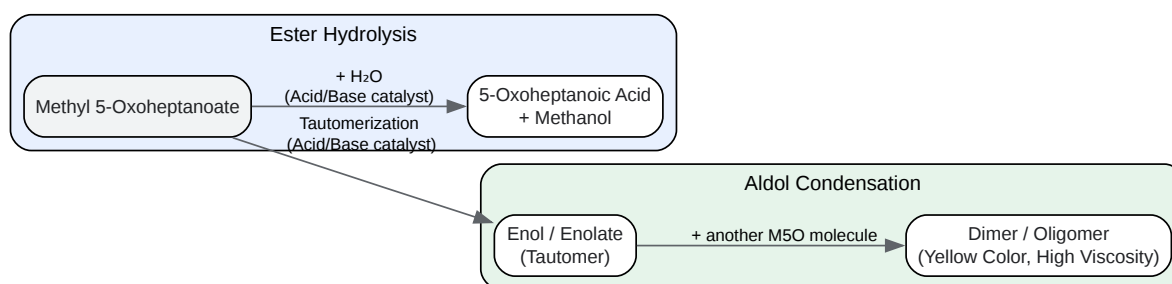 Ester Hydrolysis
Methyl 5-Oxoheptanoate
+ H₂O
(Acid/Base catalyst)
5-Oxoheptanoic Acid
+ Methanol
Tautomerization
(Acid/Base catalyst)
Aldol Condensation
Enol / Enolate
(Tautomer)
+ another M5O molecule
Dimer / Oligomer
(Yellow Color, High Viscosity)